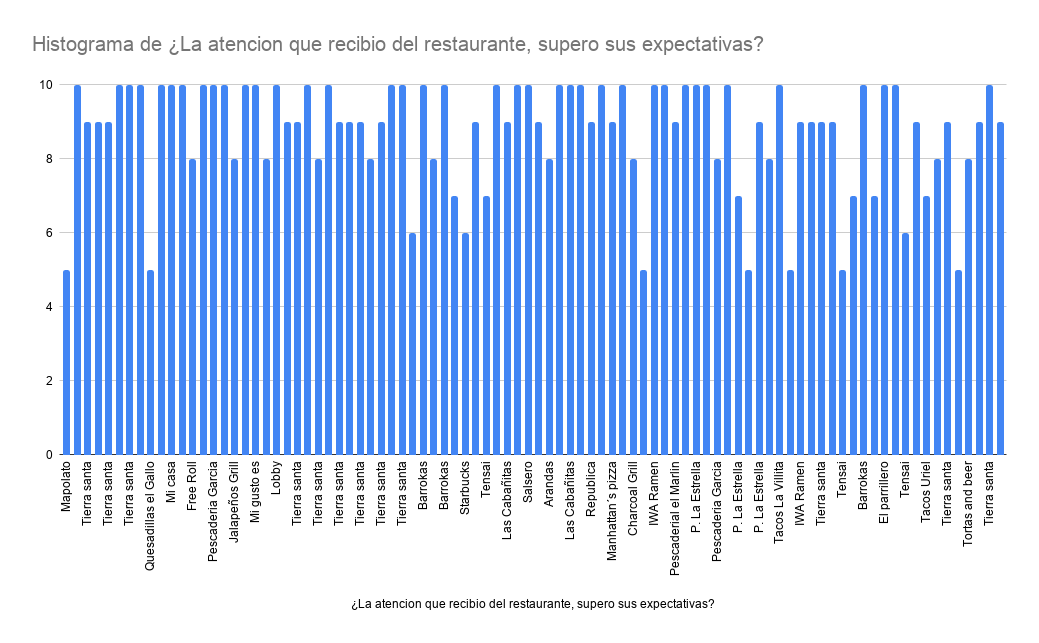 Histograma de ¿La atencion que recibio del restaurante, supero sus expectativas?
10
8
6
4
2
0
Mapolato
Tierra santa
Tierra santa
Tierra santa
Quesadillas el Gallo
Mi casa
Free Roll
Pescaderia Garcia
Jalapeños Grill
Mi gusto es
Lobby
Tierra santa
Tierra santa
Tierra santa
Tierra santa
Tierra santa
Barrokas
Barrokas
Starbucks
Tensai
Las Cabañitas
Salsero
Arandas
Las Cabañitas
Republica
Manhattan´s pizza
Charcoal Grill
IWA Ramen
Pescaderial el Marlin
P. La Estrella
Pescaderia Garcia
P. La Estrella
P. La Estrella
Tacos La Villita
IWA Ramen
Tierra santa
Tensai
Barrokas
El parrillero
Tensai
Tacos Uriel
Tierra santa
Tortas and beer
Tierra santa
¿La atencion que recibio del restaurante, supero sus expectativas?